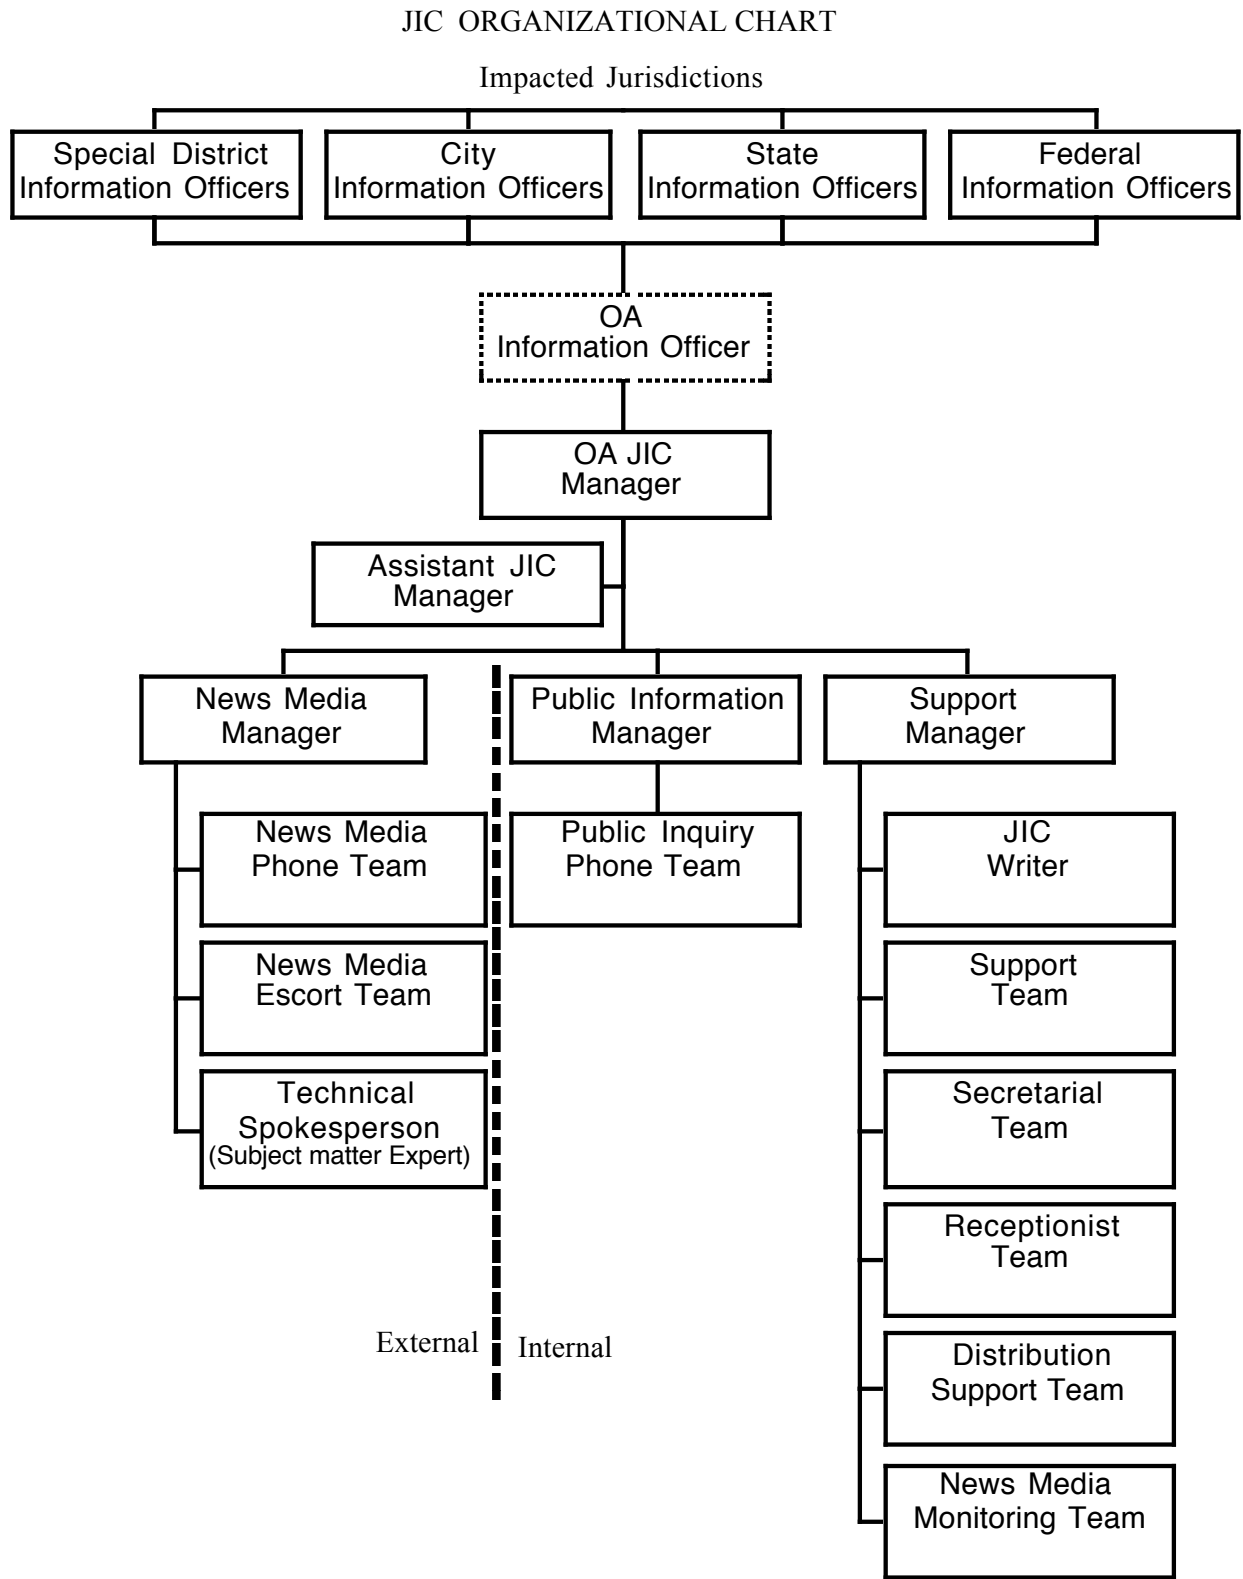 JIC ORGANIZATIONAL CHART
Impacted Jurisdictions
Special District
Information Officers
City
Information Officers
State
Information Officers
Federal
Information Officers
OA
Information Officer
OA JIC
Manager
Assistant JIC
Manager
News Media
Manager
Public Information
Manager
Support
Manager
News Media
Phone Team
Public Inquiry
Phone Team
JIC
Writer
News Media
Escort Team
Support
Team
Technical
Spokesperson
(Subject matter Expert)
Secretarial
Team
Receptionist
Team
External
Internal
Distribution
Support Team
News Media
Monitoring Team